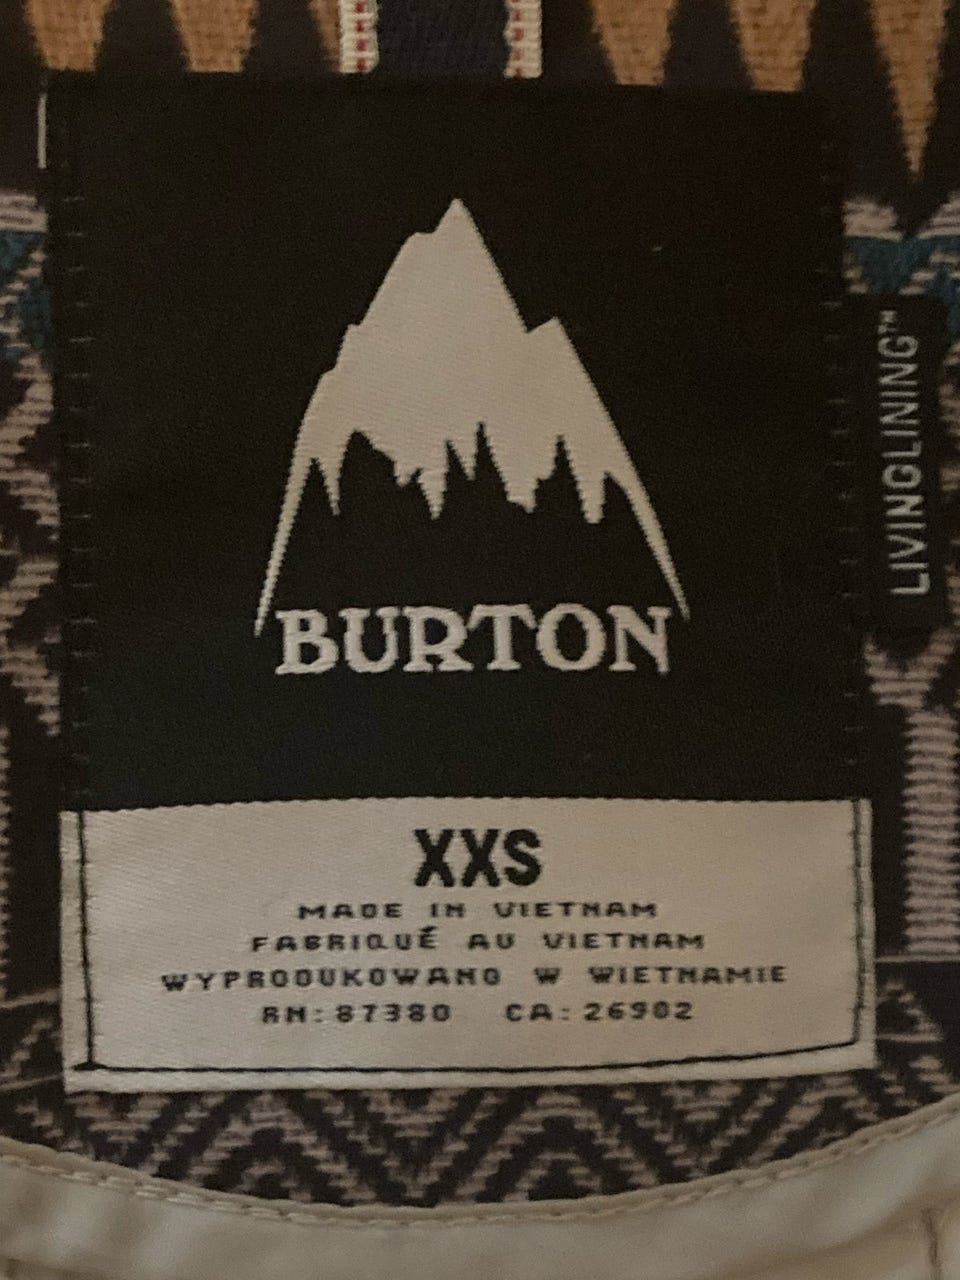 BURTON
LIVINGLINING™
XXS
MADE IN VIETNAM
FABRIQUÉ AU VIETNAM
WYPRODUKOWANO W WIETNAMIE
RN: 87380 CA: 26902